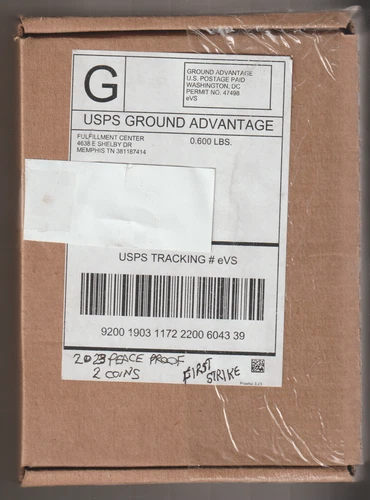 G
GROUND ADVANTAGE
U.S. POSTAGE PAID
WASHINGTON, DC
PERMIT NO. 47498
eVS
USPS GROUND ADVANTAGE
FULFILLMENT CENTER
4638 E SHELBY DR
MEMPHIS TN 381187414
0.600 LBS.
USPS TRACKING # eVS
9200 1903 1172 2200 6043 39
2023 PEACE PROOF
2 COINS
FIRST
STRIKE